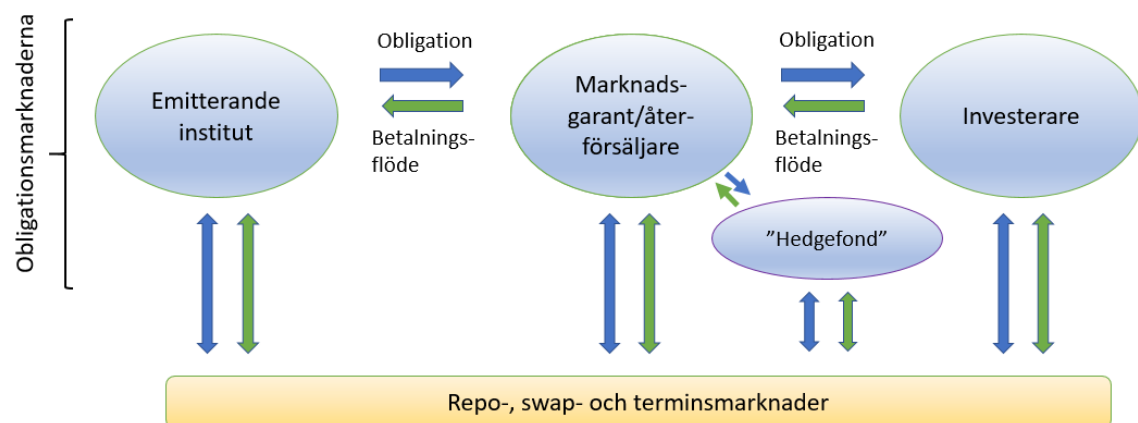 Obligationsmarknaderna
Emitterande
institut
Obligation
Betalnings-
flöde
Marknads-
garant/åter-
försäljare
Obligation
Betalnings-
flöde
Investerare
”Hedgefond”
Repo-, swap- och terminsmarknader